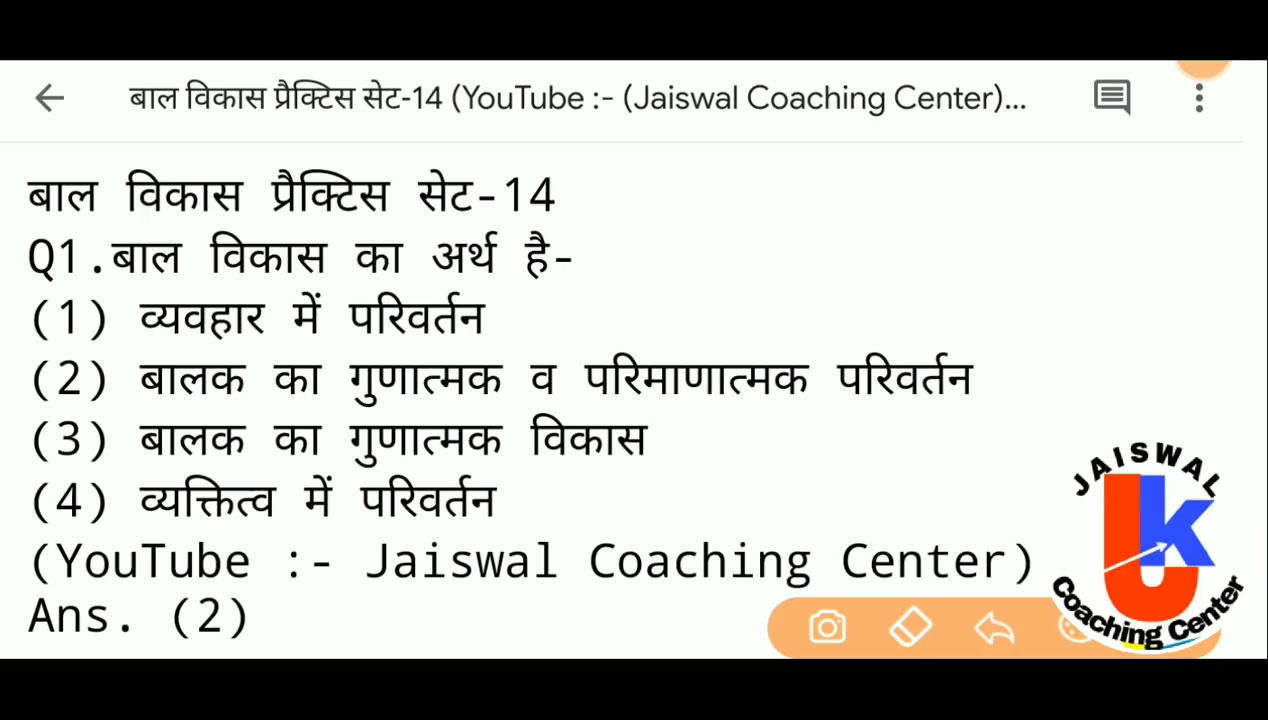 बाल विकास प्रैक्टिस सेट-14 (YouTube :- (Jaiswal Coaching Center)...
बाल विकास प्रैक्टिस सेट-14
Q1.बाल विकास का अर्थ है-
(1) व्यवहार में परिवर्तन
(2) बालक का गुणात्मक व परिमाणात्मक परिवर्तन
(3) बालक का गुणात्मक विकास
(4) व्यक्तित्व में परिवर्तन
(YouTube :- Jaiswal Coaching Center)
Ans. (2)
JAISWAL
JK
Coaching Center